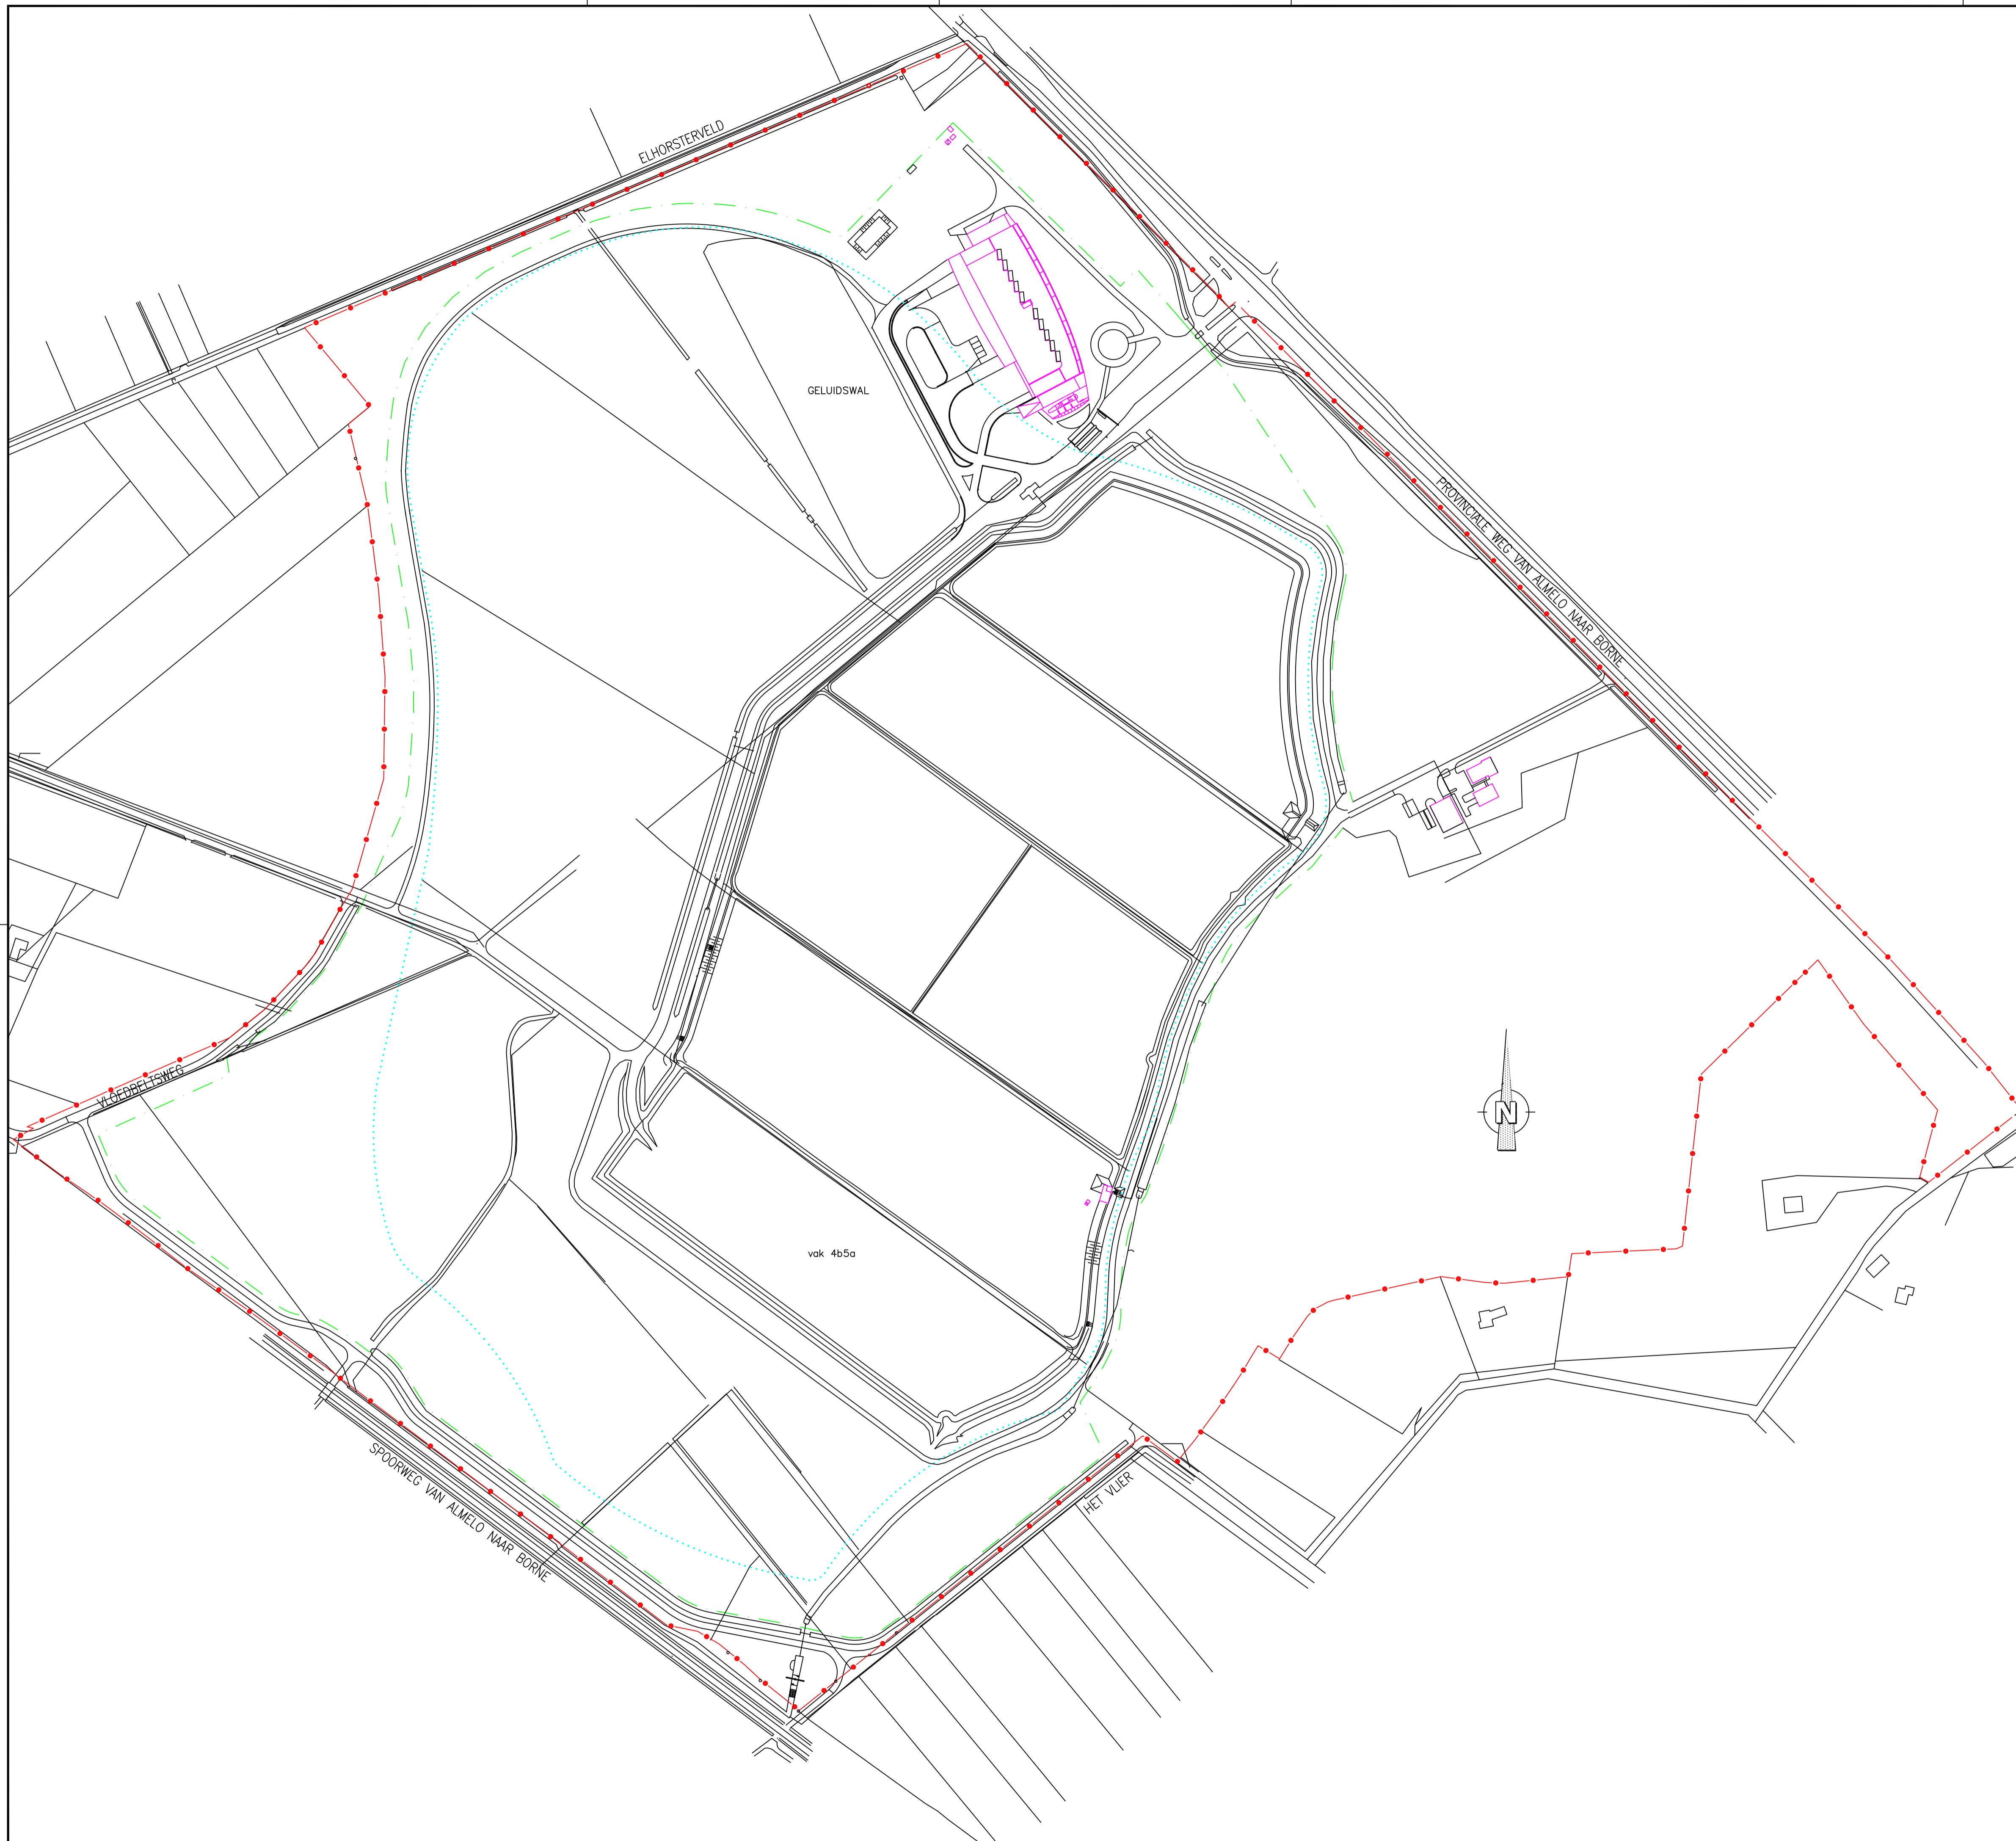 ELHORSTERVELD
GELUIDSWAL
PROVINCIALE WEG VAN ALMELO NAAR BORNE
VLOEDBELTSWEG
N
vak 4b5a
SPOORWEG VAN ALMELO NAAR BORNE
HET VLIER